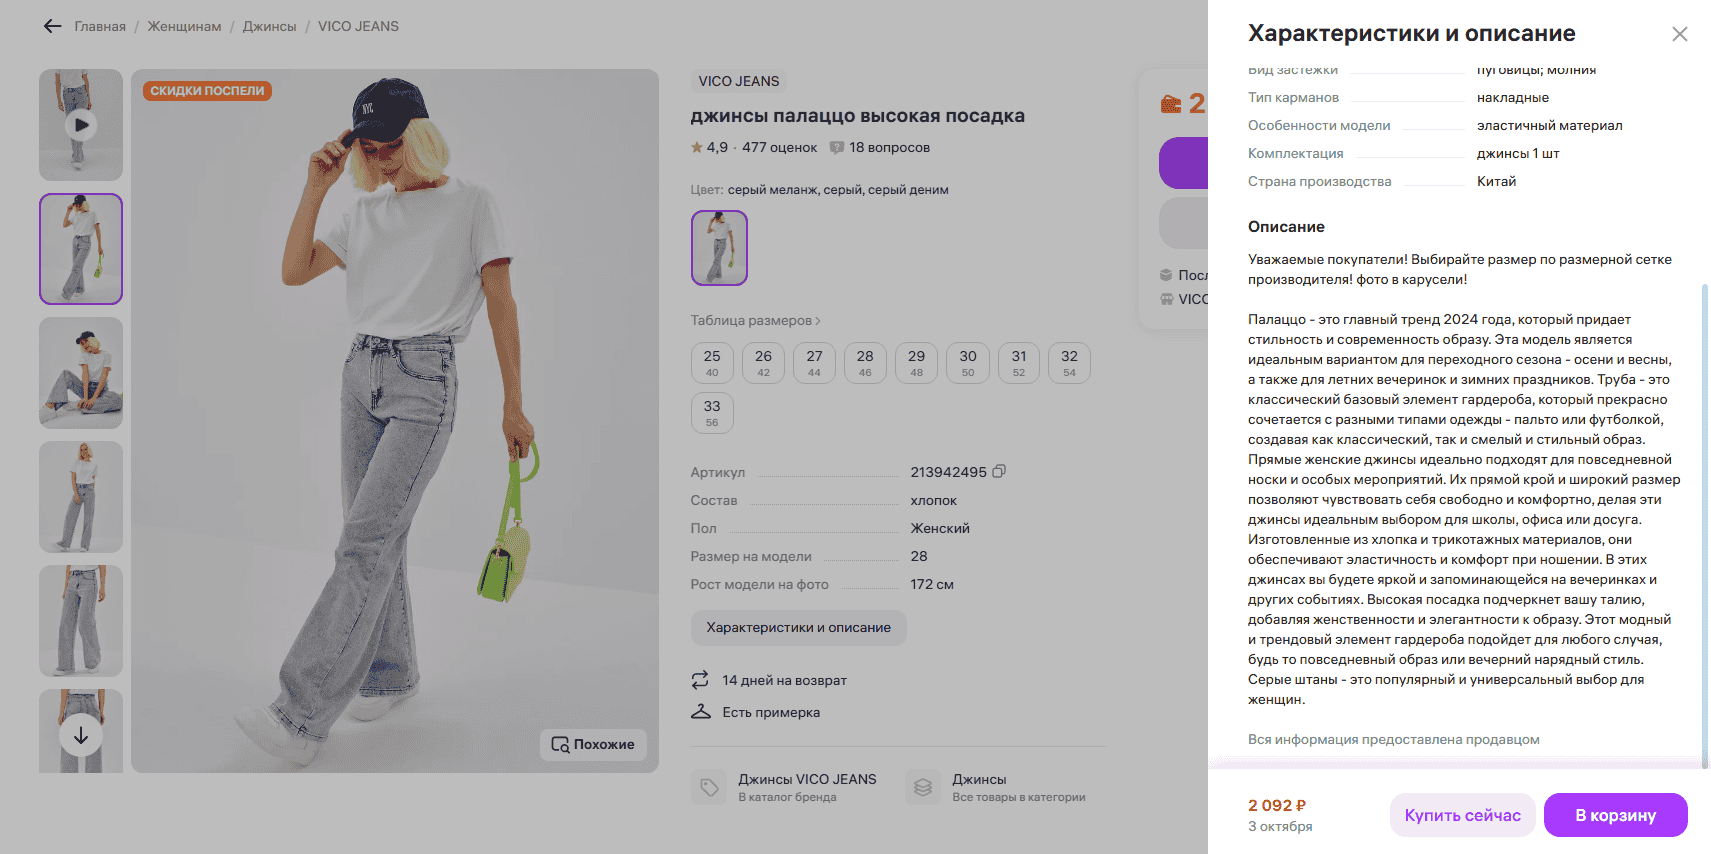 Главная / Женщинам / Джинсы / VICO JEANS
СКИДКИ ПОСПЕЛИ
NYC
Похожие
VICO JEANS
джинсы палаццо высокая посадка
4,9 · 477 оценок 18 вопросов
Цвет: серый меланж, серый, серый деним
Таблица размеров
25 26 27 28 29 30 31 32
40 42 44 46 48 50 52 54
33
56
Артикул 213942495
Состав хлопок
Пол Женский
Размер на модели 28
Рост модели на фото 172 см
Характеристики и описание
14 дней на возврат
Есть примерка
Джинсы VICO JEANS
В каталог бренда
Джинсы
Все товары в категории
2
Посл
VICO
Характеристики и описание
Вид застежки пуговицы; молния
Тип карманов накладные
Особенности модели эластичный материал
Комплектация джинсы 1 шт
Страна производства Китай
Описание
Уважаемые покупатели! Выбирайте размер по размерной сетке
производителя! фото в карусели!
Палаццо - это главный тренд 2024 года, который придает
стильность и современность образу. Эта модель является
идеальным вариантом для переходного сезона - осени и весны,
а также для летних вечеринок и зимних праздников. Труба - это
классический базовый элемент гардероба, который прекрасно
сочетается с разными типами одежды - пальто или футболкой,
создавая как классический, так и смелый и стильный образ.
Прямые женские джинсы идеально подходят для повседневной
носки и особых мероприятий. Их прямой крой и широкий размер
позволяют чувствовать себя свободно и комфортно, делая эти
джинсы идеальным выбором для школы, офиса или досуга.
Изготовленные из хлопка и трикотажных материалов, они
обеспечивают эластичность и комфорт при ношении. В этих
джинсах вы будете яркой и запоминающейся на вечеринках и
других событиях. Высокая посадка подчеркнет вашу талию,
добавляя женственности и элегантности к образу. Этот модный
и трендовый элемент гардероба подойдет для любого случая,
будь то повседневный образ или вечерний нарядный стиль.
Серые штаны - это популярный и универсальный выбор для
женщин.
Вся информация предоставлена продавцом
2 092 ₽
3 октября
Купить сейчас
В корзину